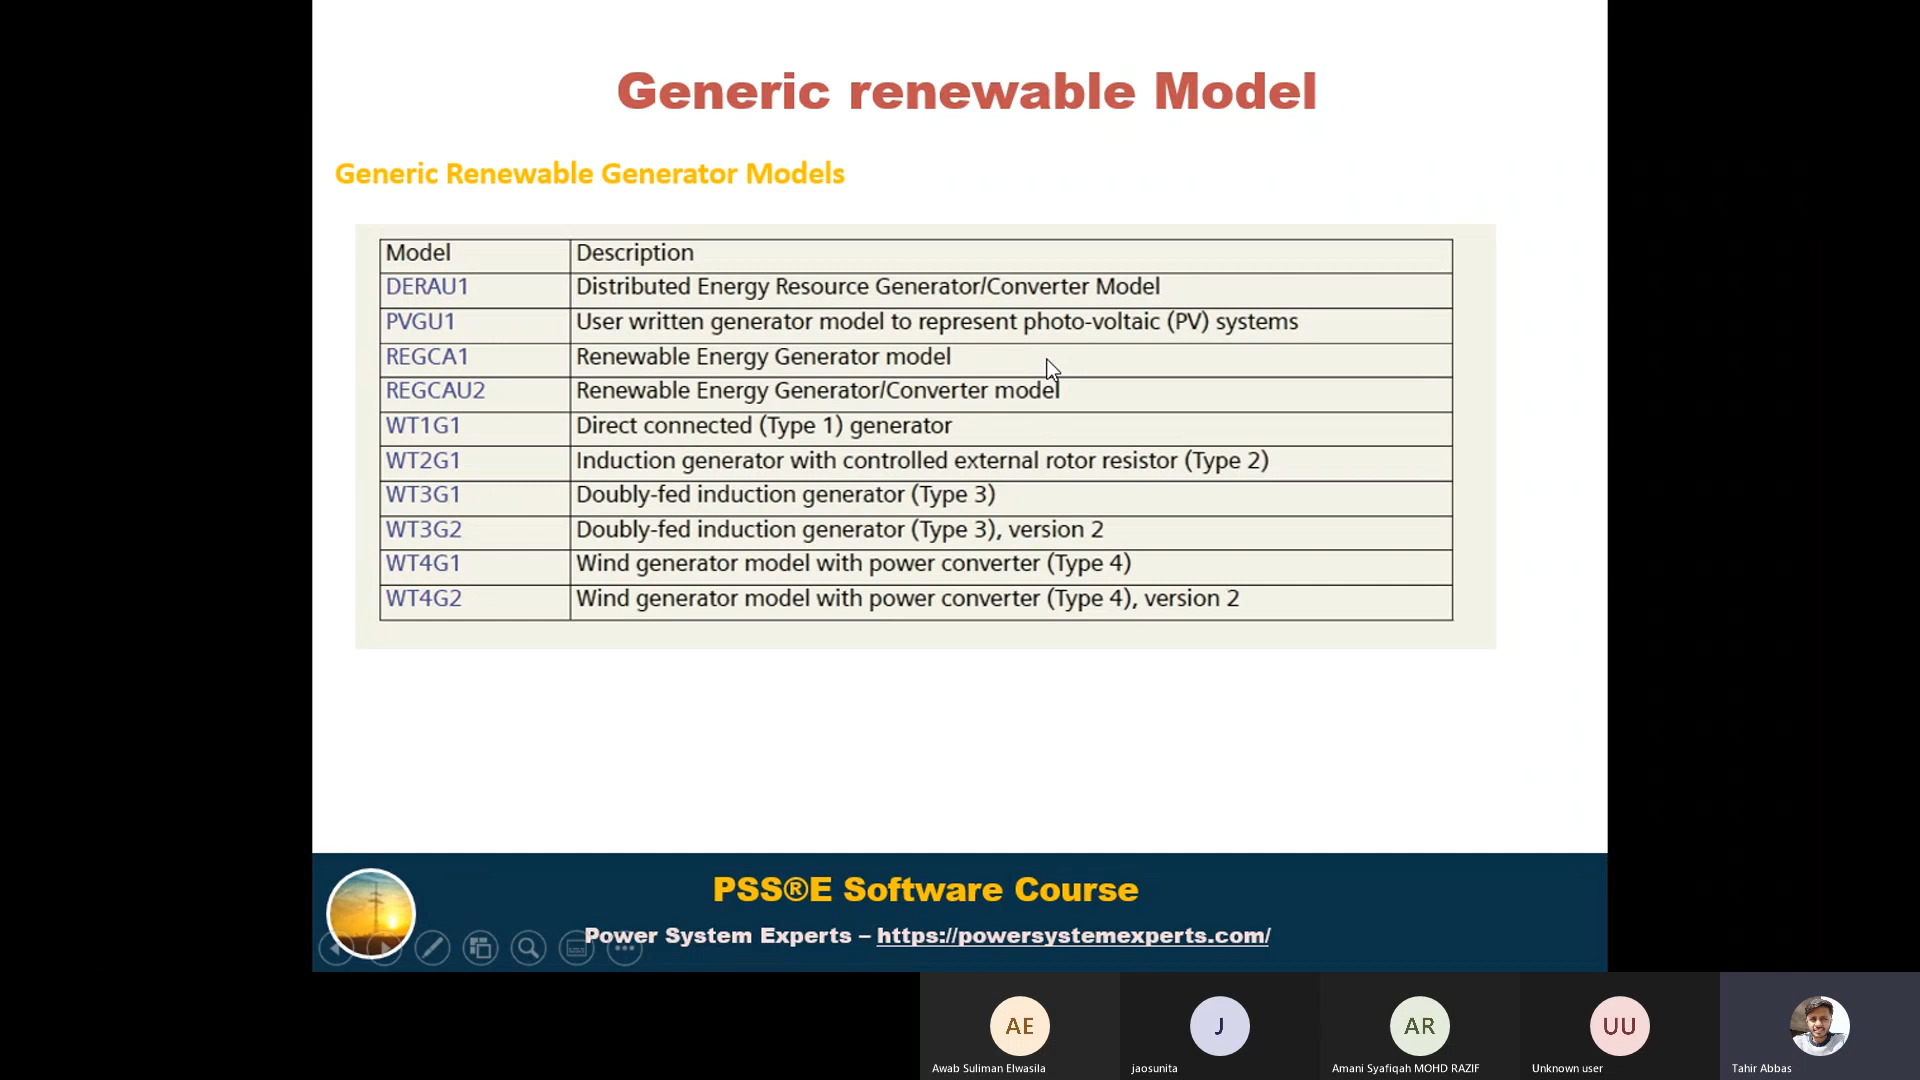 Generic renewable Model
Generic Renewable Generator Models
Model Description
DERAU1 Distributed Energy Resource Generator/Converter Model
PVGU1 User written generator model to represent photo-voltaic (PV) systems
REGCA1 Renewable Energy Generator model
REGCAU2 Renewable Energy Generator/Converter model
WT1G1 Direct connected (Type 1) generator
WT2G1 Induction generator with controlled external rotor resistor (Type 2)
WT3G1 Doubly-fed induction generator (Type 3)
WT3G2 Doubly-fed induction generator (Type 3), version 2
WT4G1 Wind generator model with power converter (Type 4)
WT4G2 Wind generator model with power converter (Type 4), version 2
PSS®E Software Course
Power System Experts – https://powersystemexperts.com/
AE J AR UU
Awab Suliman Elwasila jaosunita Amani Syafiqah MOHD RAZIF Unknown user Tahir Abbas